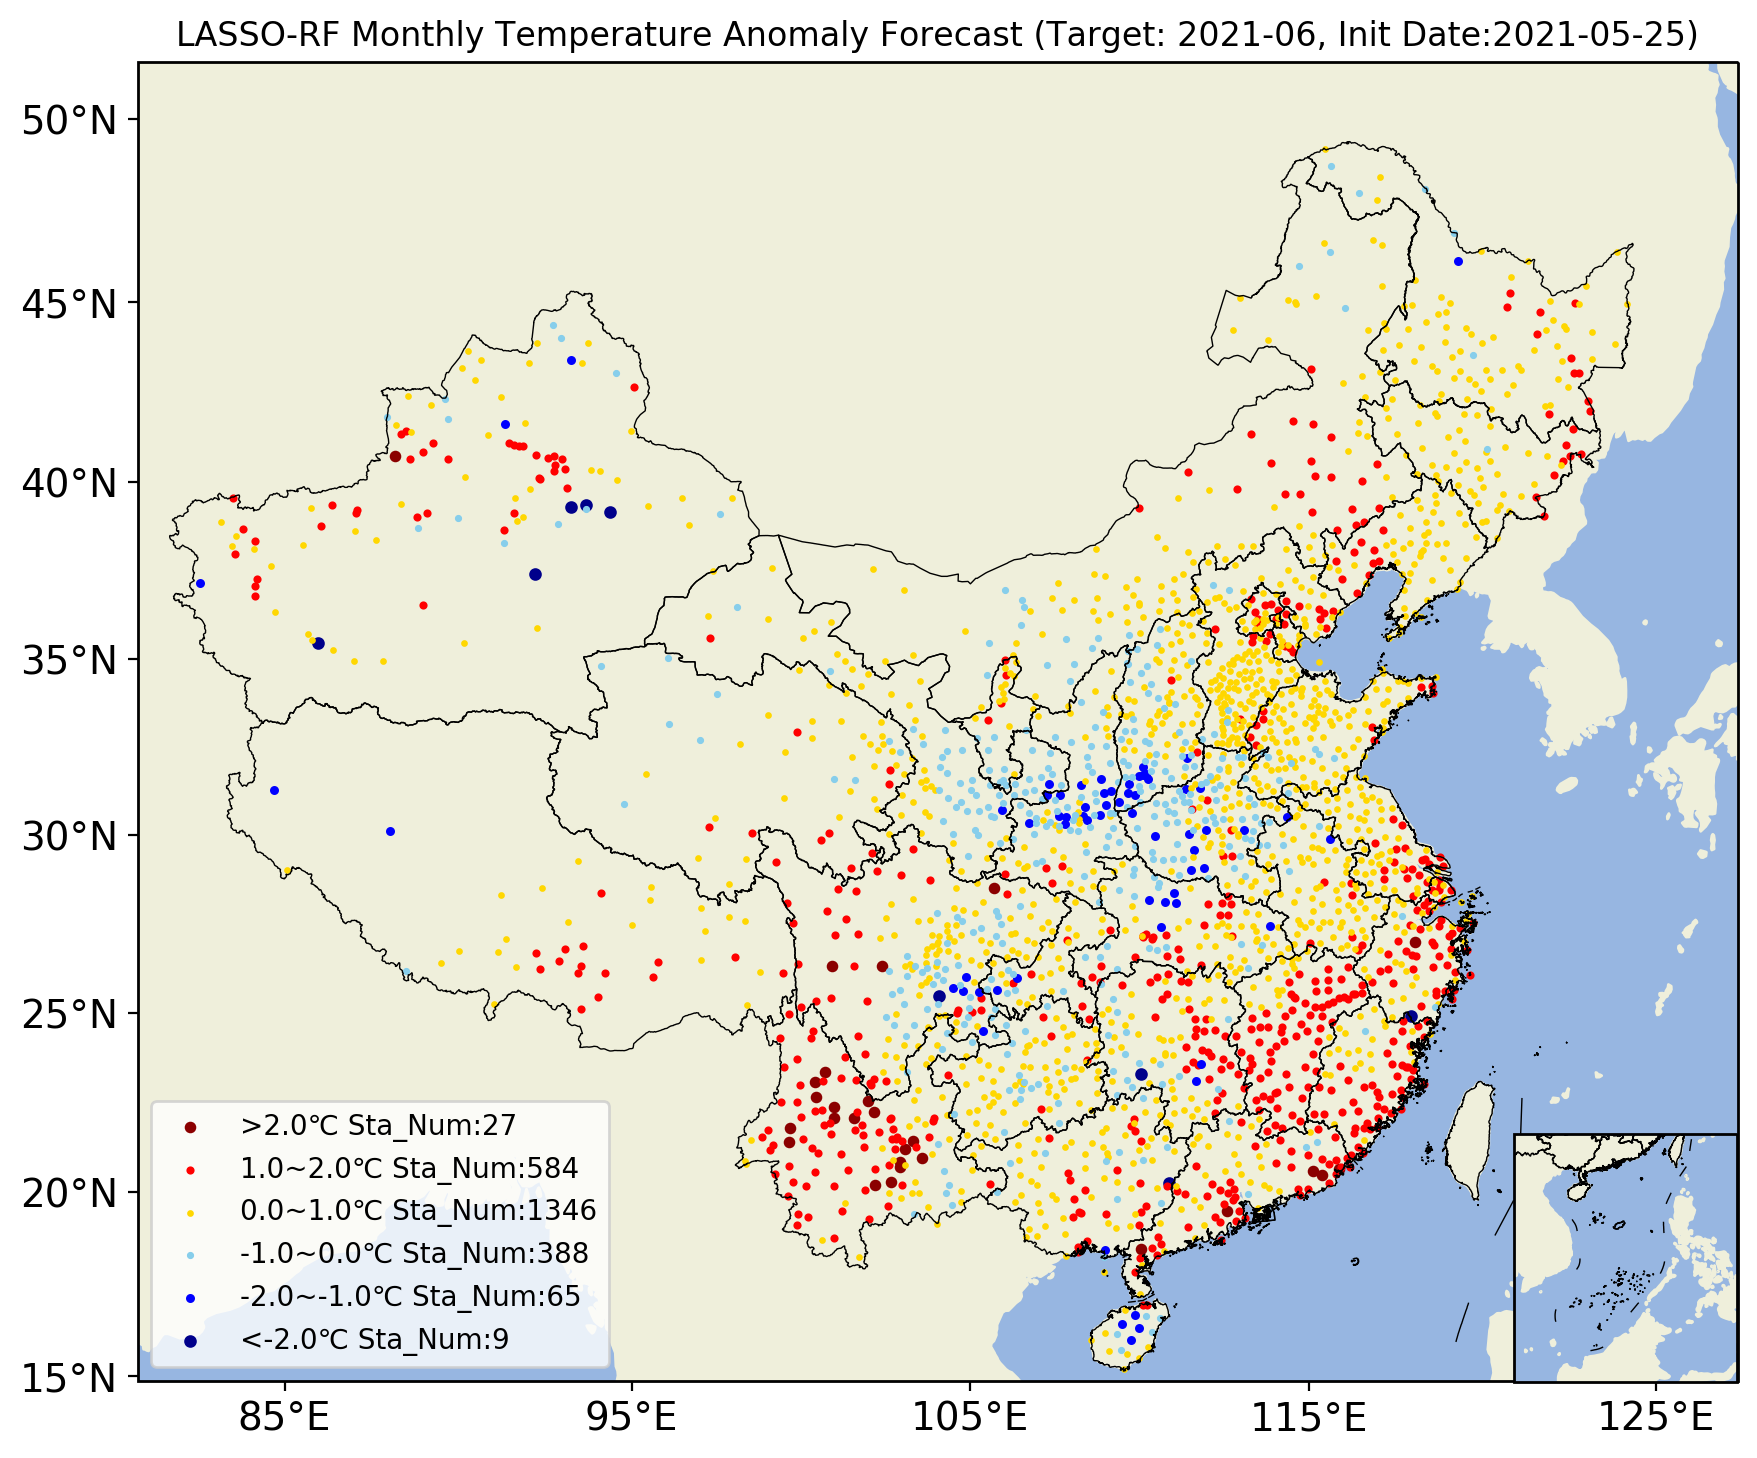 LASSO-RF Monthly Temperature Anomaly Forecast (Target: 2021-06, Init Date:2021-05-25)
50°N
45°N
40°N
35°N
30°N
25°N
20°N
15°N
>2.0℃ Sta_Num:27
1.0~2.0℃ Sta_Num:584
0.0~1.0℃ Sta_Num:1346
-1.0~0.0℃ Sta_Num:388
-2.0~-1.0℃ Sta_Num:65
<-2.0℃ Sta_Num:9
85°E
95°E
105°E
115°E
125°E